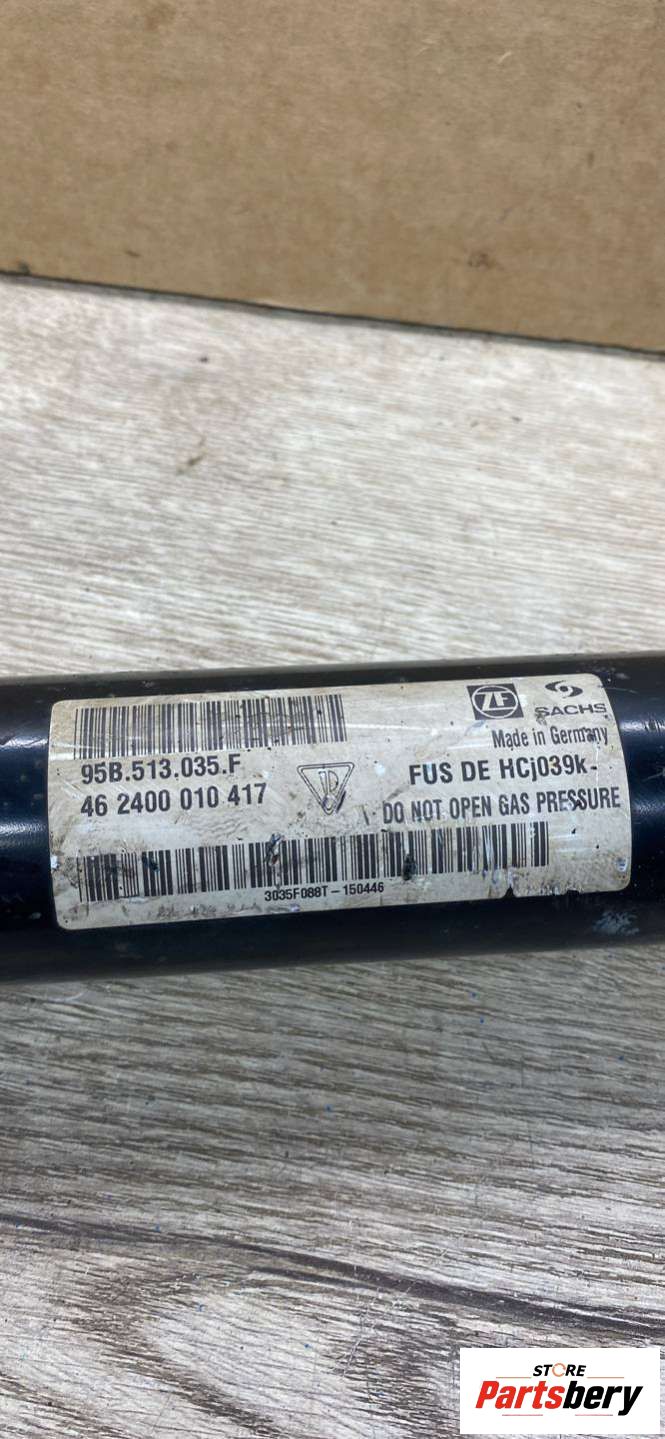 ZF SACHS
Made in Germany
95B.513.035.F
46 2400 010 417
FUS DE HCj039k-
DO NOT OPEN GAS PRESSURE
3035F088T-150446
STORE
Partsbery